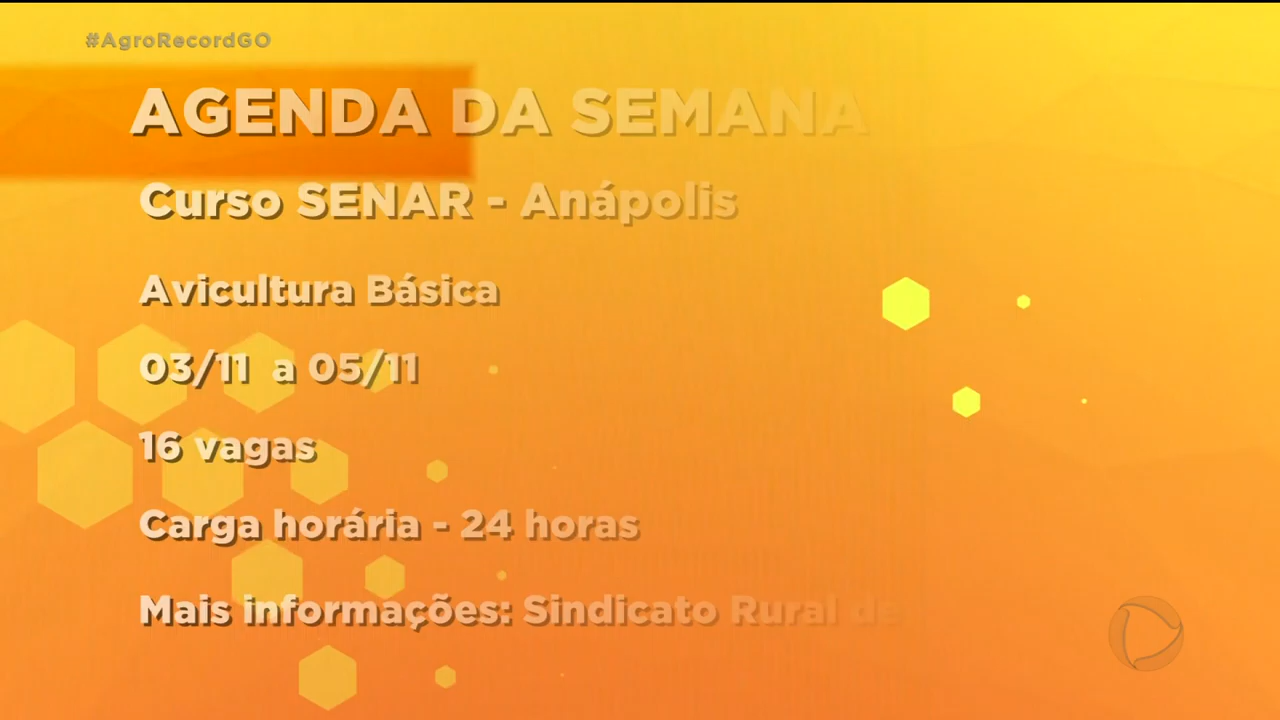 #AgroRecordGO
AGENDA DA SEMANA
Curso SENAR - Anápolis
Avicultura Básica
03/11 a 05/11
16 vagas
Carga horária - 24 horas
Mais informações: Sindicato Rural de